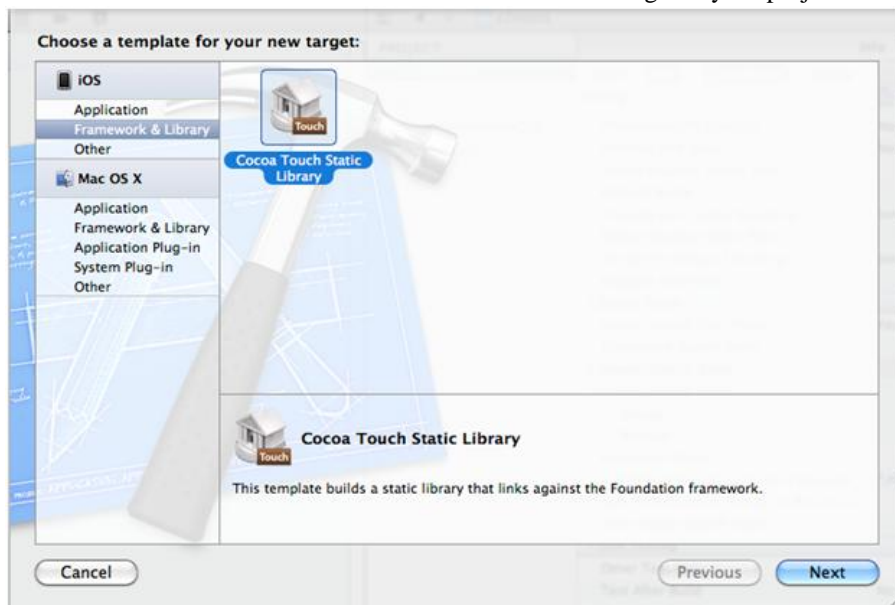 Choose a template for your new target:
iOS
Application
Framework & Library
Other
Mac OS X
Application
Framework & Library
Application Plug-in
System Plug-in
Other
Touch
Cocoa Touch Static
Library
Touch
Cocoa Touch Static Library
This template builds a static library that links against the Foundation framework.
Cancel
Previous
Next